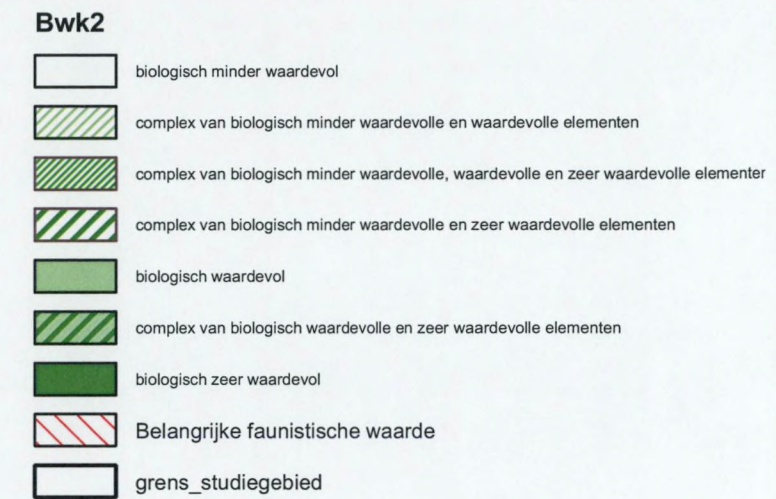 Bwk2
biologisch minder waardevol
complex van biologisch minder waardevolle en waardevolle elementen
complex van biologisch minder waardevolle, waardevolle en zeer waardevolle elementer
complex van biologisch minder waardevolle en zeer waardevolle elementen
biologisch waardevol
complex van biologisch waardevolle en zeer waardevolle elementen
biologisch zeer waardevol
Belangrijke faunistische waarde
grens_studiegebied